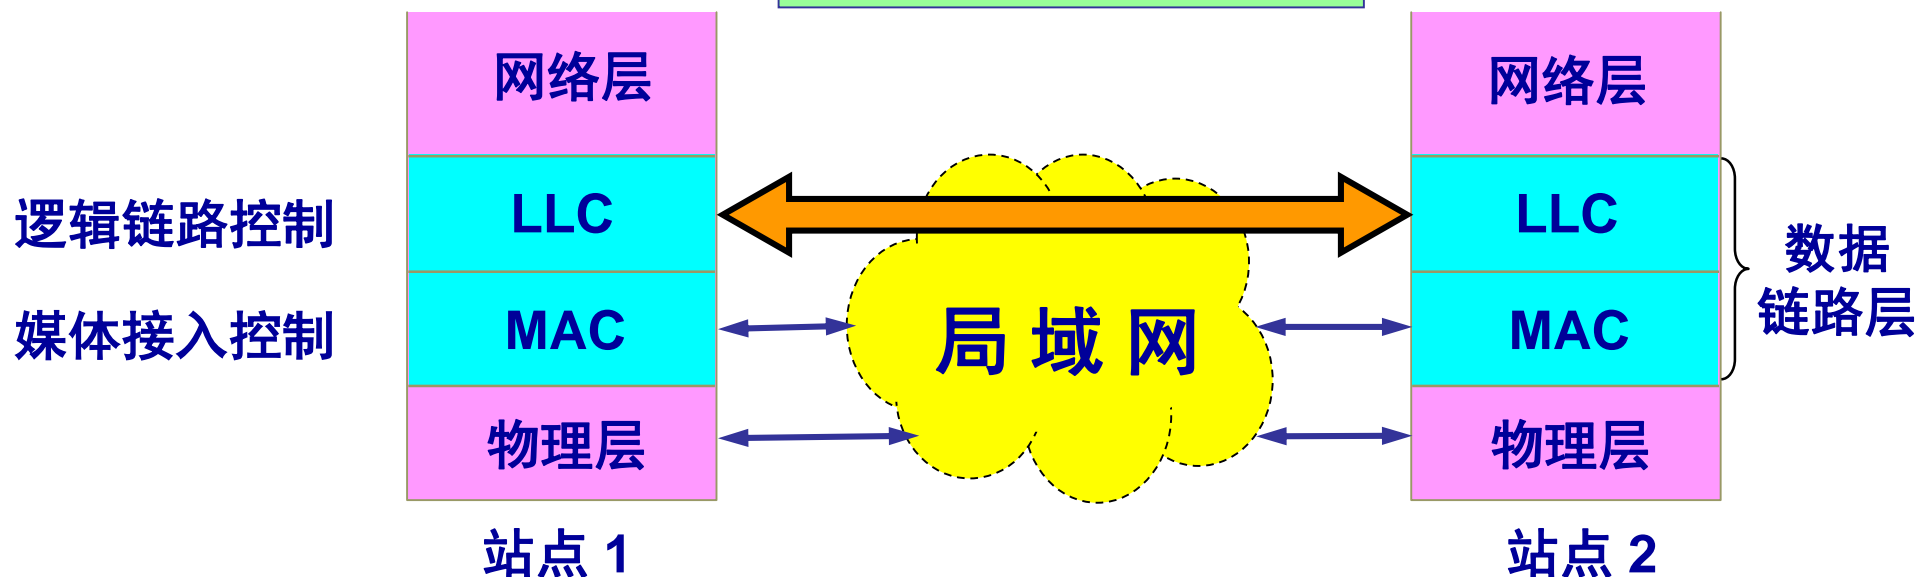 网络层
网络层
逻辑链路控制
LLC
LLC
数据
链路层
媒体接入控制
MAC
局域网
MAC
物理层
物理层
站点 1
站点 2